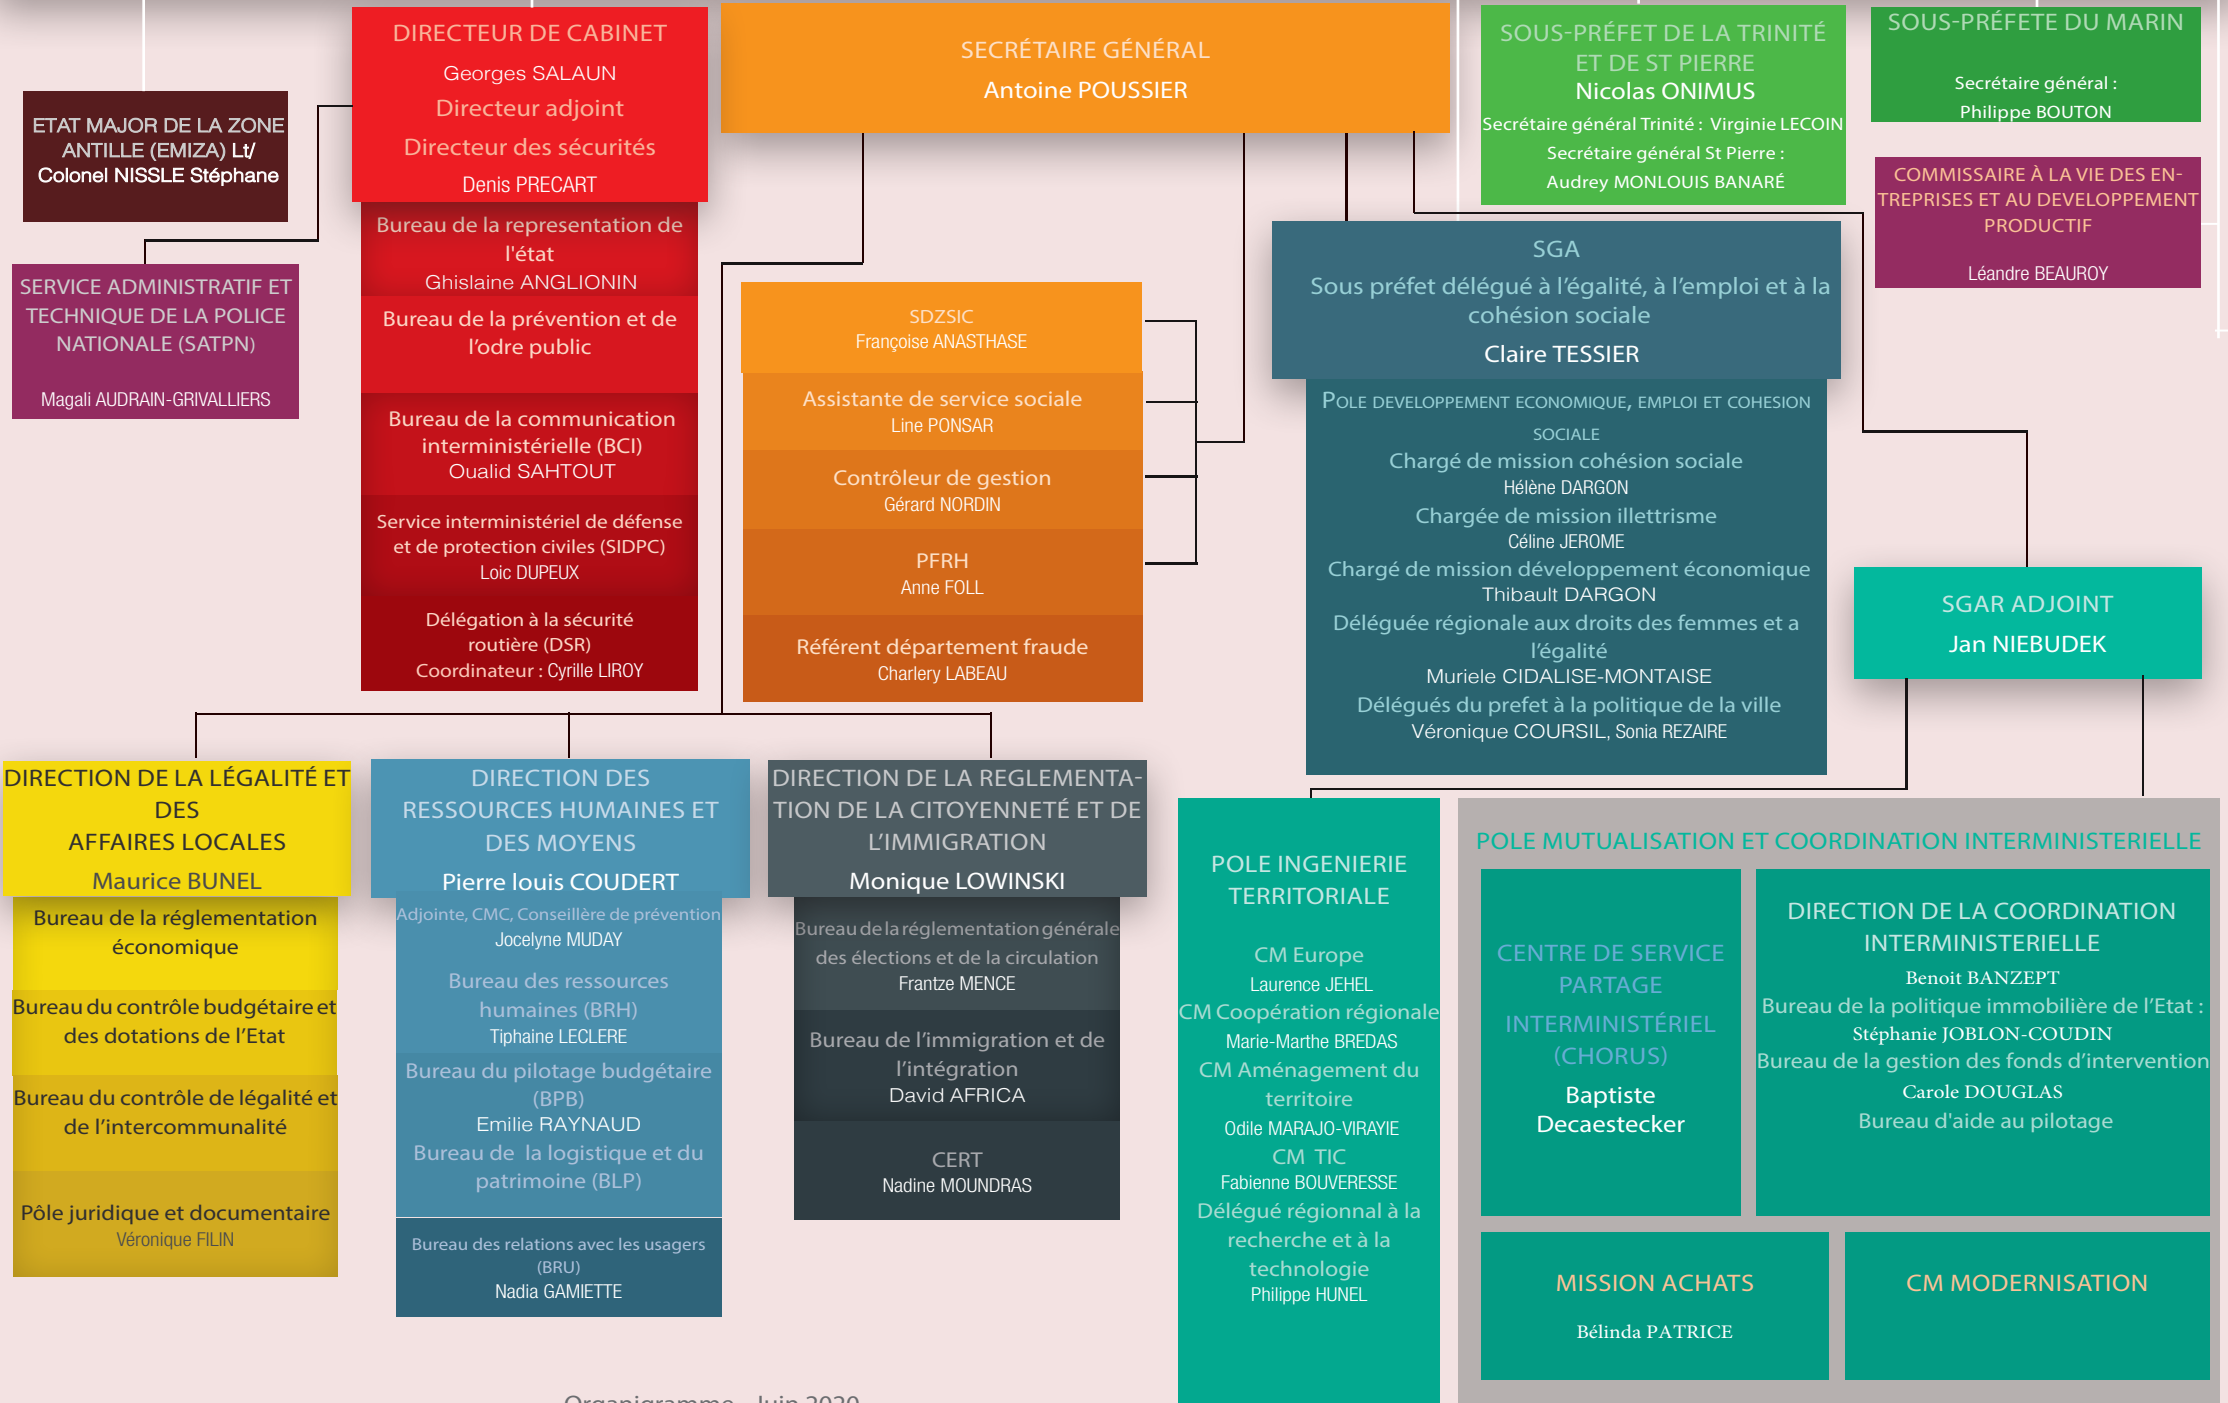 DIRECTEUR DE CABINET
Georges SALAUN
Directeur adjoint
Directeur des sécurités
Denis PRECART
Bureau de la representation de
l'état
Ghislaine ANGLIONIN
Bureau de la prévention et de
l'odre public
Bureau de la communication
interministérielle (BCI)
Oualid SAHTOUT
Service interministériel de défense
et de protection civiles (SIDPC)
Loic DUPEUX
Délégation à la sécurité
routière (DSR)
Coordinateur : Cyrille LIROY
ETAT MAJOR DE LA ZONE
ANTILLE (EMIZA) Lt/
Colonel NISSLE Stéphane
SERVICE ADMINISTRATIF ET
TECHNIQUE DE LA POLICE
NATIONALE (SATPN)
Magali AUDRAIN-GRIVALLIERS
SECRÉTAIRE GÉNÉRAL
Antoine POUSSIER
SDZSIC
Françoise ANASTHASE
Assistante de service sociale
Line PONSAR
Contrôleur de gestion
Gérard NORDIN
PFRH
Anne FOLL
Référent département fraude
Charlery LABEAU
SOUS-PRÉFET DE LA TRINITÉ
ET DE ST PIERRE
Nicolas ONIMUS
Secrétaire général Trinité : Virginie LECOIN
Secrétaire général St Pierre :
Audrey MONLOUIS BANARÉ
SOUS-PRÉFETE DU MARIN
Secrétaire général :
Philippe BOUTON
COMMISSAIRE À LA VIE DES EN-
TREPRISES ET AU DEVELOPPEMENT
PRODUCTIF
Léandre BEAUROY
SGA
Sous préfet délégué à l'égalité, à l'emploi et à la
cohésion sociale
Claire TESSIER
POLE DEVELOPPEMENT ECONOMIQUE, EMPLOI ET COHESION
SOCIALE
Chargé de mission cohésion sociale
Hélène DARGON
Chargée de mission illettrisme
Céline JEROME
Chargé de mission développement économique
Thibault DARGON
Déléguée régionale aux droits des femmes et a
l'égalité
Muriele CIDALISE-MONTAISE
Délégués du prefet à la politique de la ville
Véronique COURSIL, Sonia REZAIRE
SGAR ADJOINT
Jan NIEBUDEK
DIRECTION DE LA LÉGALITÉ ET
DES
AFFAIRES LOCALES
Maurice BUNEL
Bureau de la réglementation
économique
Bureau du contrôle budgétaire et
des dotations de l'Etat
Bureau du contrôle de légalité et
de l'intercommunalité
Pôle juridique et documentaire
Véronique FILIN
DIRECTION DES
RESSOURCES HUMAINES ET
DES MOYENS
Pierre louis COUDERT
Adjointe, CMC, Conseillère de prévention
Jocelyne MUDAY
Bureau des ressources
humaines (BRH)
Tiphaine LECLERE
Bureau du pilotage budgétaire
(BPB)
Emilie RAYNAUD
Bureau de la logistique et du
patrimoine (BLP)
Bureau des relations avec les usagers
(BRU)
Nadia GAMIETTE
DIRECTION DE LA REGLEMENTA-
TION DE LA CITOYENNETÉ ET DE
L'IMMIGRATION
Monique LOWINSKI
Bureau de la réglementation générale
des élections et de la circulation
Frantze MENCE
Bureau de l'immigration et de
l'intégration
David AFRICA
CERT
Nadine MOUNDRAS
POLE INGENIERIE
TERRITORIALE
CM Europe
Laurence JEHEL
CM Coopération régionale
Marie-Marthe BREDAS
CM Aménagement du
territoire
Odile MARAJO-VIRAYIE
CM TIC
Fabienne BOUVERESSE
Délégué régionnal à la
recherche et à la
technologie
Philippe HUNEL
POLE MUTUALISATION ET COORDINATION INTERMINISTERIELLE
CENTRE DE SERVICE
PARTAGE
INTERMINISTÉRIEL
(CHORUS)
Baptiste
Decaestecker
DIRECTION DE LA COORDINATION
INTERMINISTERIELLE
Benoit BANZEPT
Bureau de la politique immobilière de l'Etat :
Stéphanie JOBLON-COUDIN
Bureau de la gestion des fonds d'intervention
Carole DOUGLAS
Bureau d'aide au pilotage
MISSION ACHATS
Bélinda PATRICE
CM MODERNISATION
Organigramme - Juin 2020